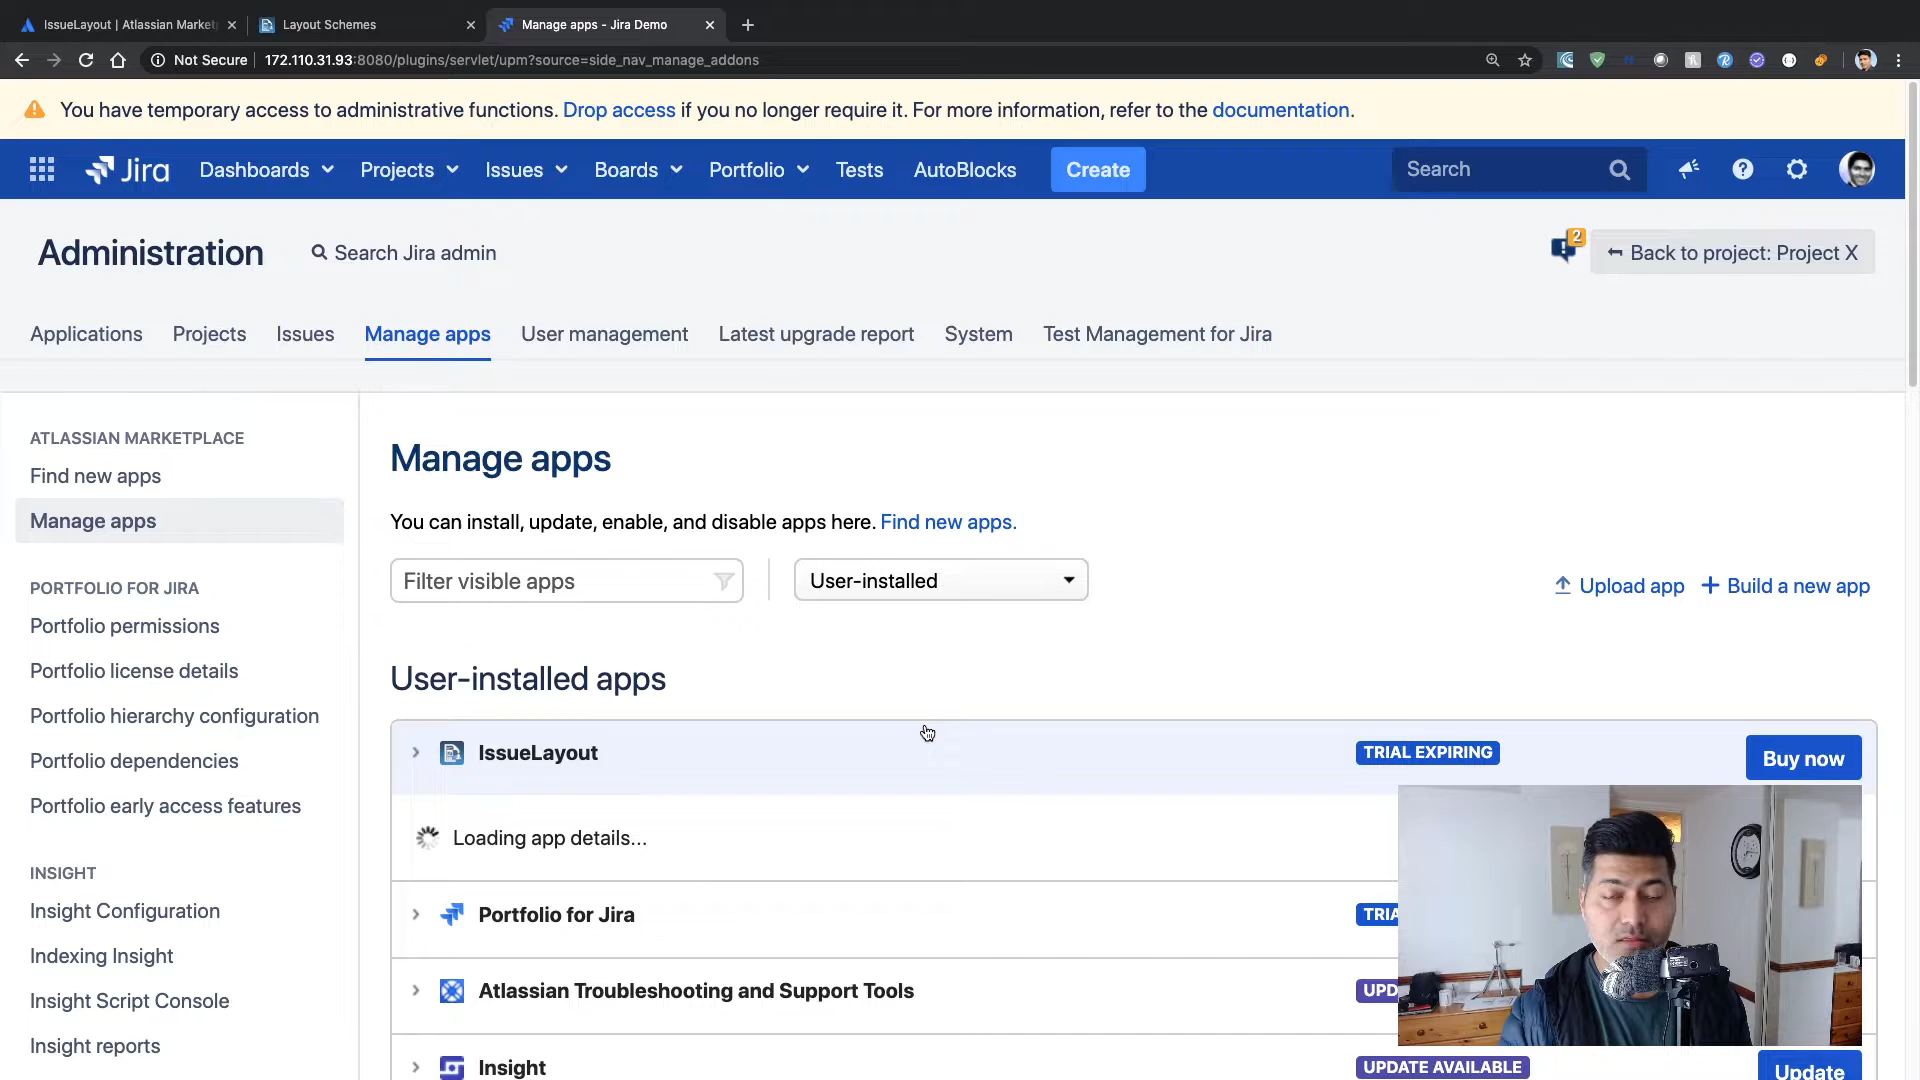 IssueLayout | Atlassian Market
Layout Schemes
Manage apps - Jira Demo
Not Secure 172.110.31.93:8080/plugins/servlet/upm?source=side_nav_manage_addons
You have temporary access to administrative functions. Drop access if you no longer require it. For more information, refer to the documentation.
Jira Dashboards Projects Issues Boards Portfolio Tests AutoBlocks Create Search
Administration Search Jira admin 2 Back to project: Project X
Applications Projects Issues Manage apps User management Latest upgrade report System Test Management for Jira
ATLASSIAN MARKETPLACE
Find new apps
Manage apps
PORTFOLIO FOR JIRA
Portfolio permissions
Portfolio license details
Portfolio hierarchy configuration
Portfolio dependencies
Portfolio early access features
INSIGHT
Insight Configuration
Indexing Insight
Insight Script Console
Insight reports
Manage apps
You can install, update, enable, and disable apps here. Find new apps.
Filter visible apps User-installed Upload app Build a new app
User-installed apps
IssueLayout TRIAL EXPIRING Buy now
Loading app details...
Portfolio for Jira TRIA
Atlassian Troubleshooting and Support Tools UPD
Insight UPDATE AVAILABLE Update